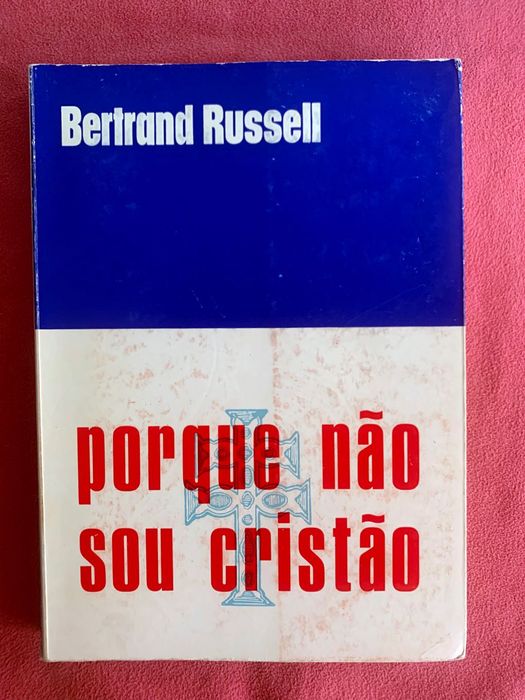 Bertrand Russell
porque não
sou cristão